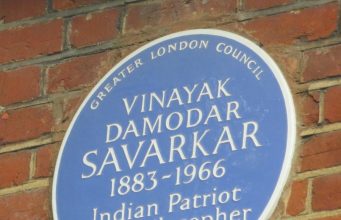 GREATER LONDON COUNCIL
VINAYAK
DAMODAR
SAVARKAR
1883-1966
Indian Patriot